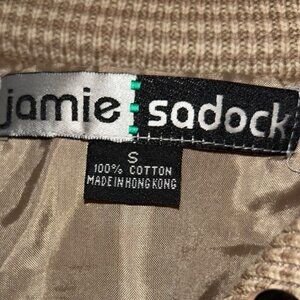 jamie sadock
S
100% COTTON
MADE IN HONG KONG